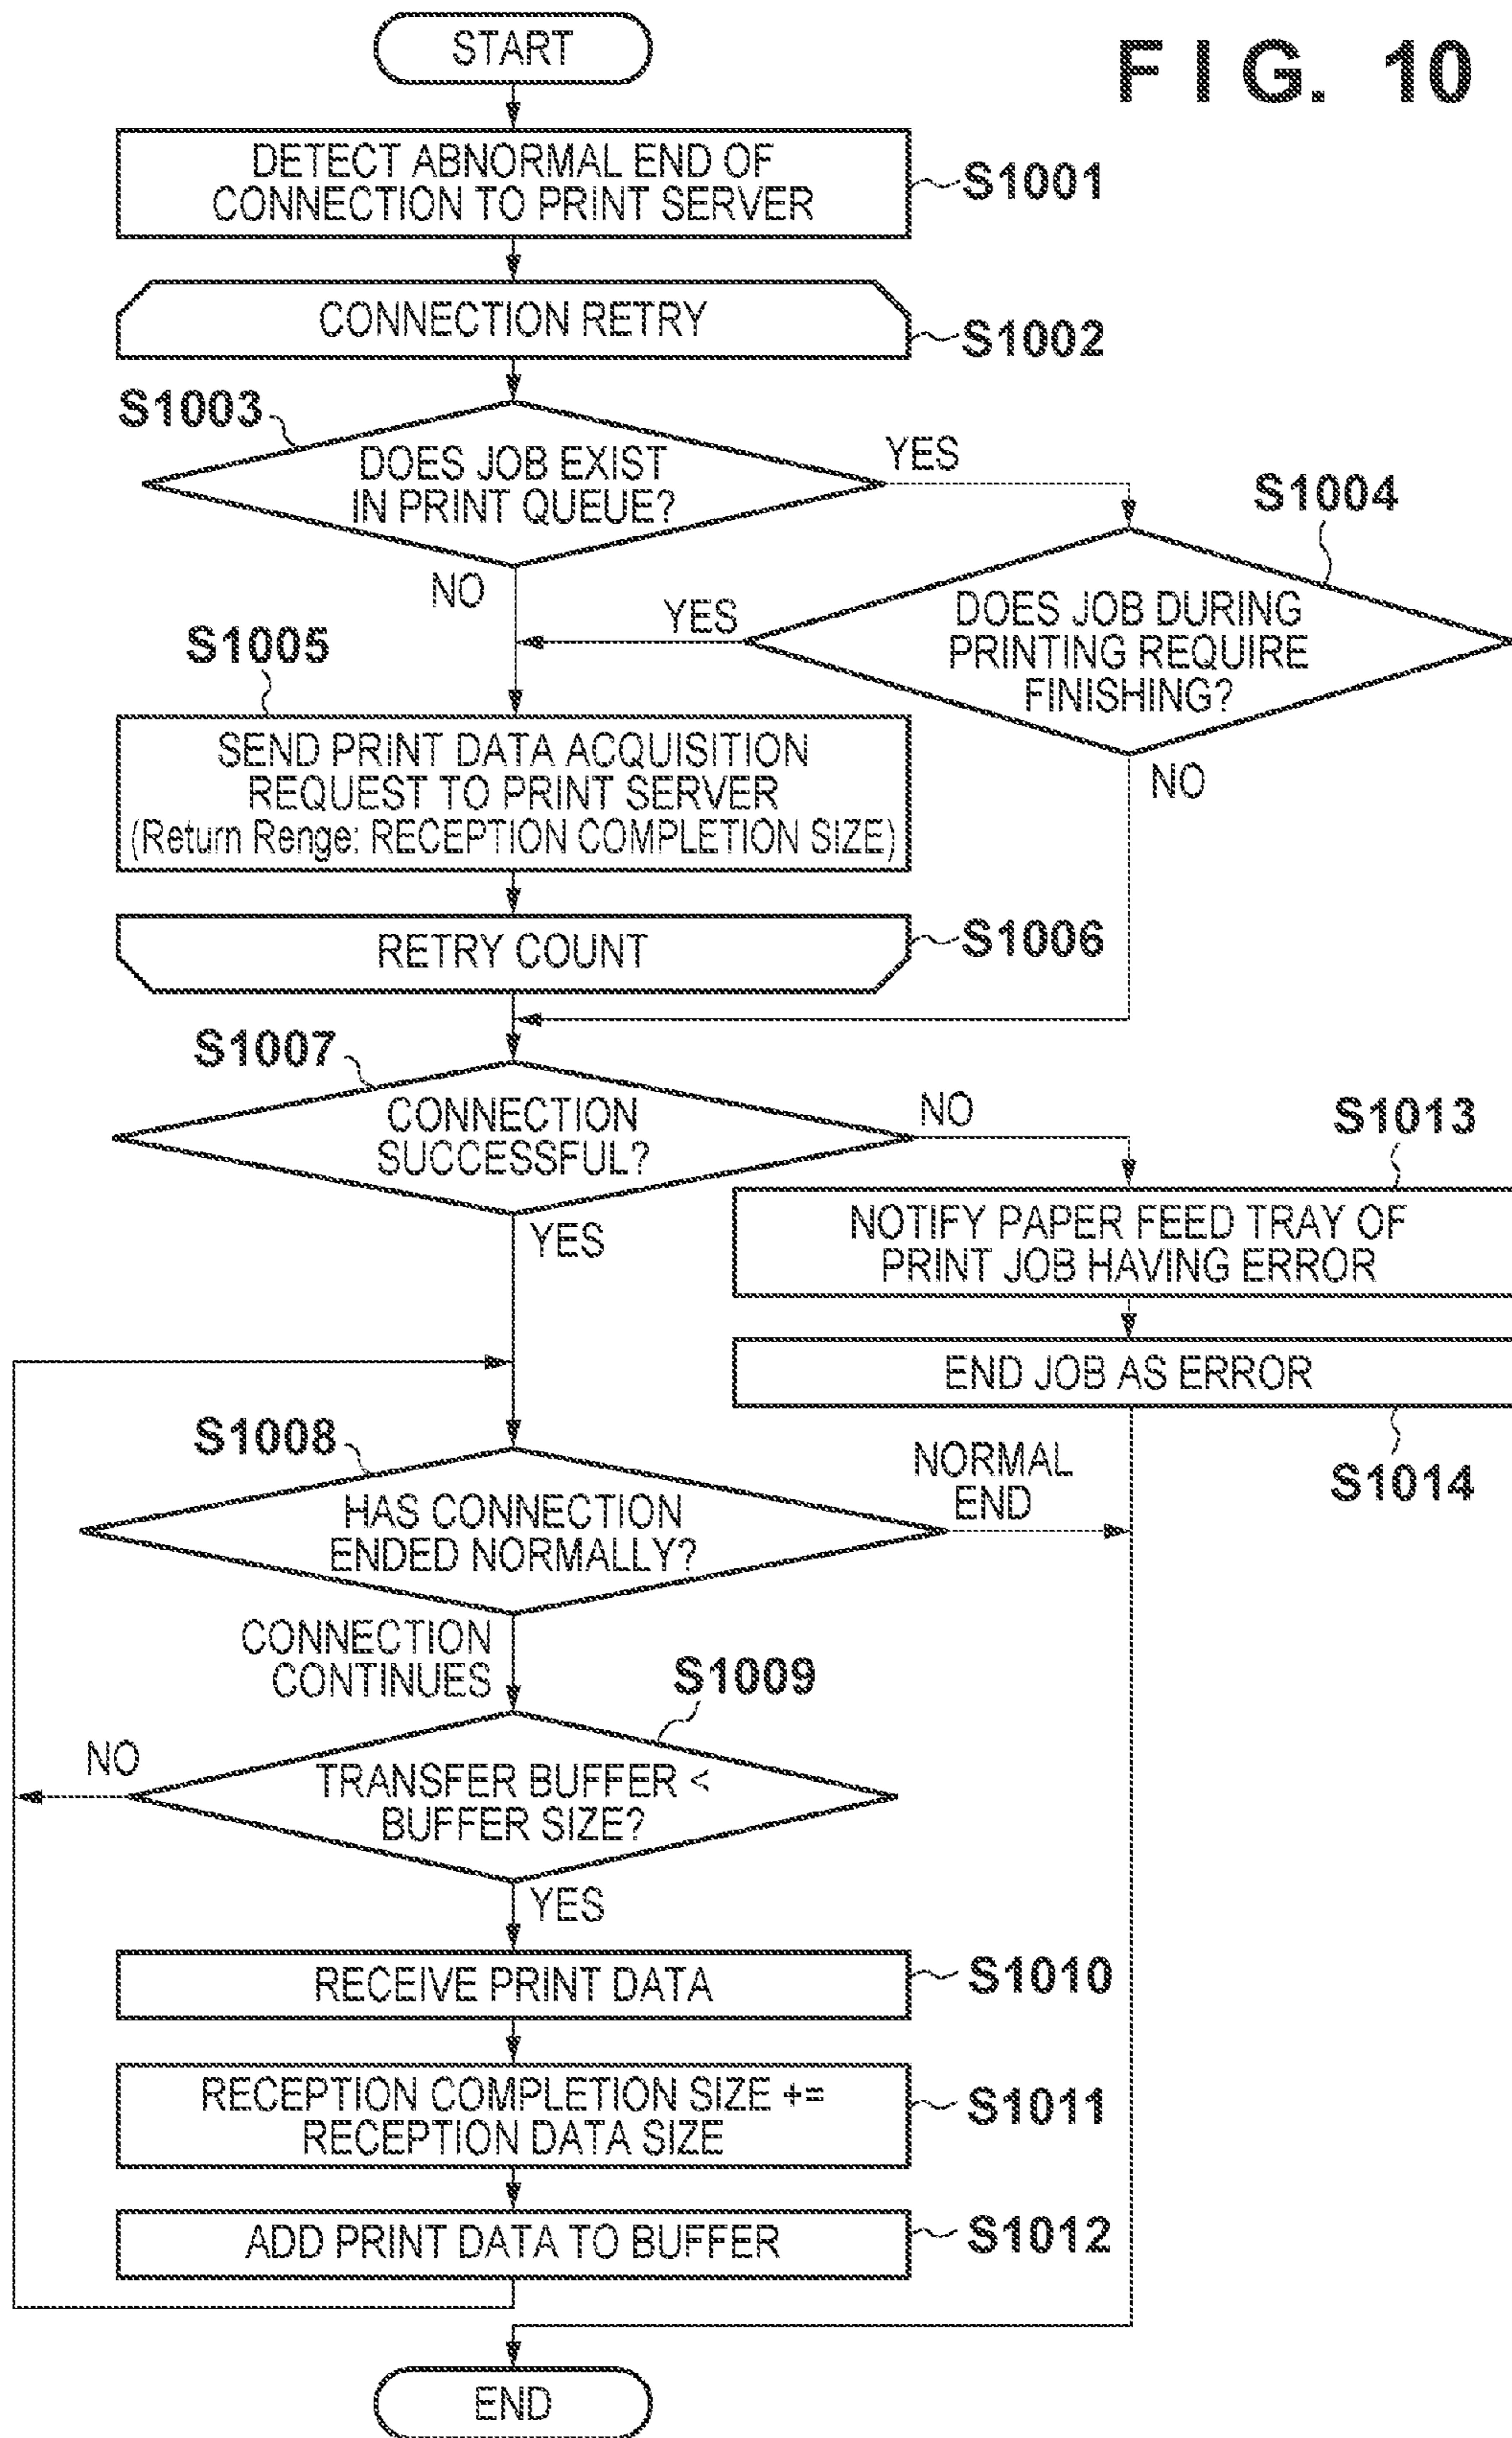 F I G. 10
START
DETECT ABNORMAL END OF
CONNECTION TO PRINT SERVER
S1001
CONNECTION RETRY
S1002
S1003
DOES JOB EXIST
IN PRINT QUEUE?
YES
NO
S1004
DOES JOB DURING
PRINTING REQUIRE
FINISHING?
YES
NO
S1005
SEND PRINT DATA ACQUISITION
REQUEST TO PRINT SERVER
(Return Renge: RECEPTION COMPLETION SIZE)
RETRY COUNT
S1006
S1007
CONNECTION
SUCCESSFUL?
NO
YES
S1013
NOTIFY PAPER FEED TRAY OF
PRINT JOB HAVING ERROR
END JOB AS ERROR
S1014
S1008
HAS CONNECTION
ENDED NORMALLY?
NORMAL
END
CONNECTION
CONTINUES
S1009
TRANSFER BUFFER <
BUFFER SIZE?
NO
YES
RECEIVE PRINT DATA
S1010
RECEPTION COMPLETION SIZE +=
RECEPTION DATA SIZE
S1011
ADD PRINT DATA TO BUFFER
S1012
END